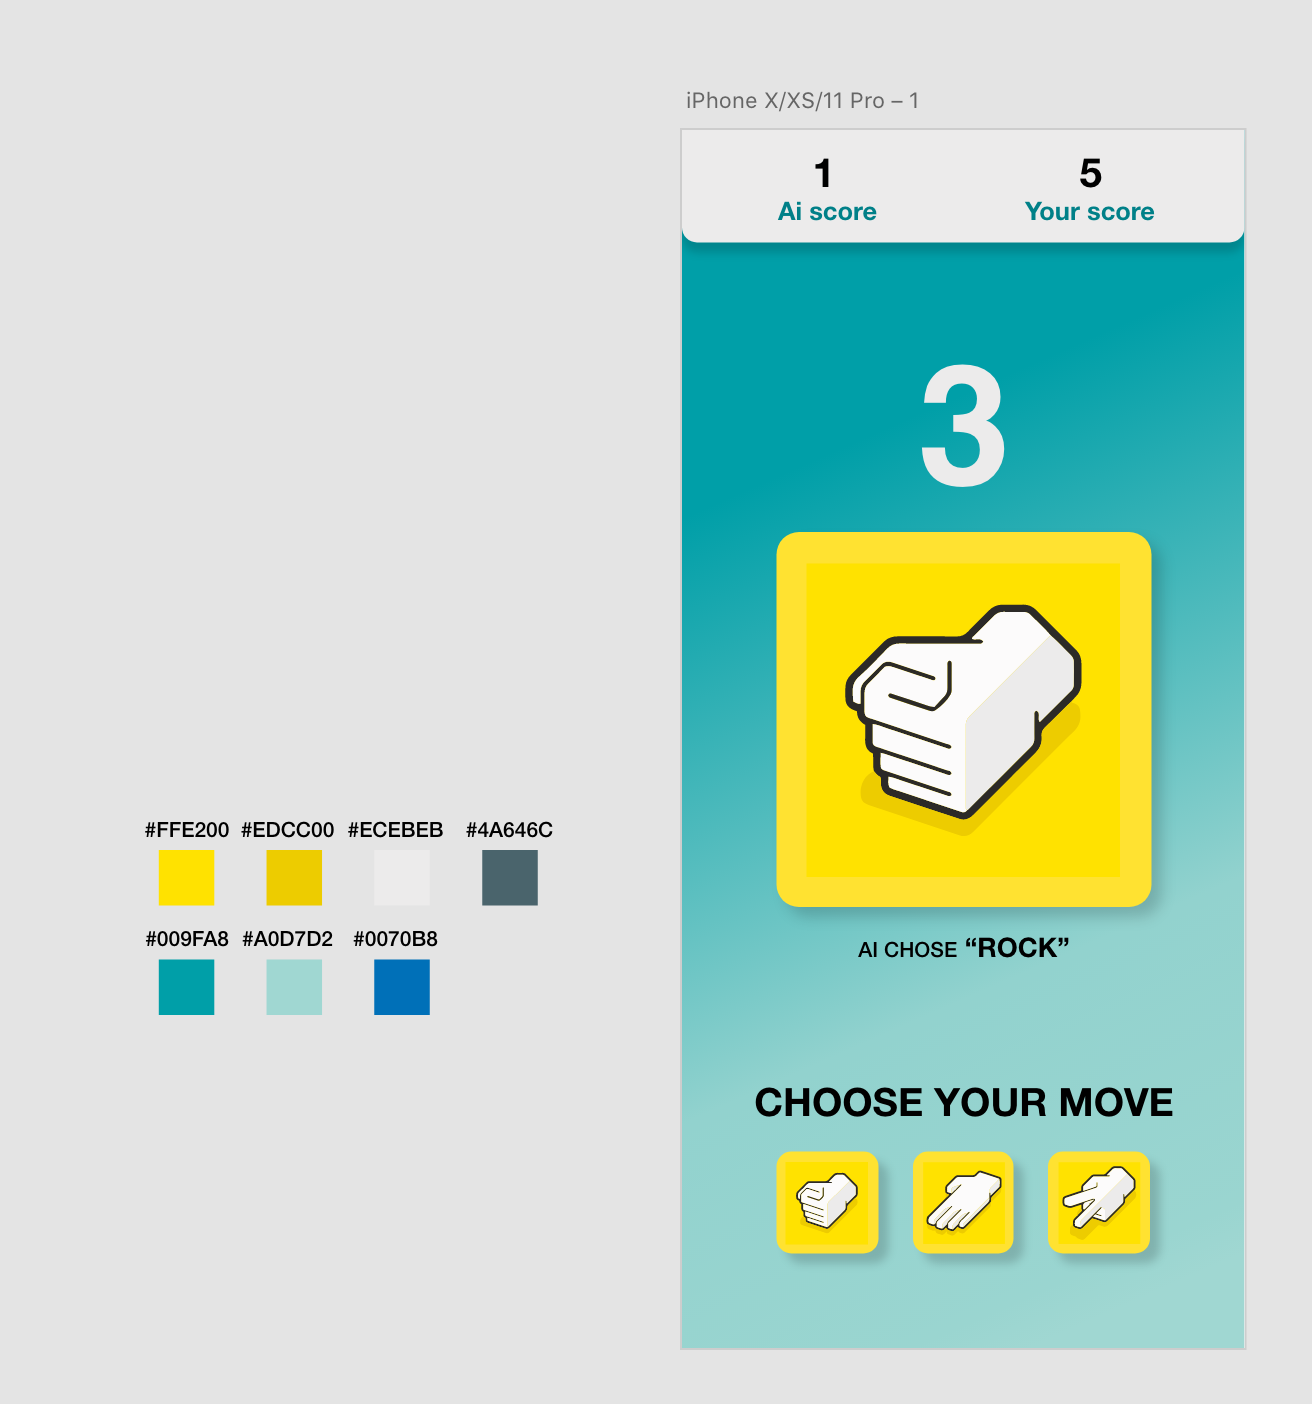 iPhone X/XS/11 Pro – 1
1
Ai score
5
Your score
3
AI CHOSE “ROCK”
CHOOSE YOUR MOVE
#FFE200 #EDCC00 #ECEBEB #4A646C
#009FA8 #A0D7D2 #0070B8